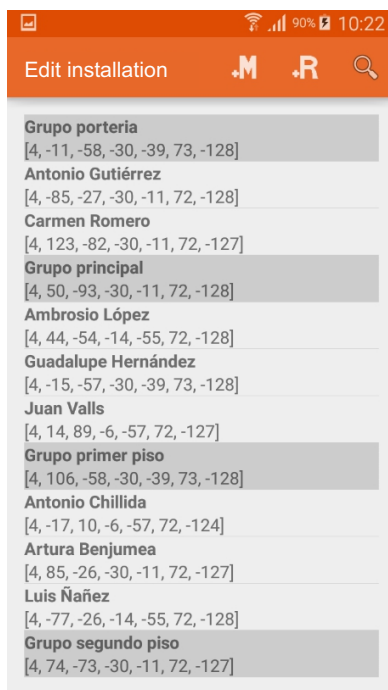 90% 10:22
Edit installation +M +R
Grupo porteria
[4, -11, -58, -30, -39, 73, -128]
Antonio Gutiérrez
[4, -85, -27, -30, -11, 72, -128]
Carmen Romero
[4, 123, -82, -30, -11, 72, -127]
Grupo principal
[4, 50, -93, -30, -11, 72, -128]
Ambrosio López
[4, 44, -54, -14, -55, 72, -128]
Guadalupe Hernández
[4, -15, -57, -30, -39, 73, -128]
Juan Valls
[4, 14, 89, -6, -57, 72, -127]
Grupo primer piso
[4, 106, -58, -30, -39, 73, -128]
Antonio Chillida
[4, -17, 10, -6, -57, 72, -124]
Artura Benjumea
[4, 85, -26, -30, -11, 72, -127]
Luis Ñañez
[4, -77, -26, -14, -55, 72, -128]
Grupo segundo piso
[4, 74, -73, -30, -11, 72, -127]